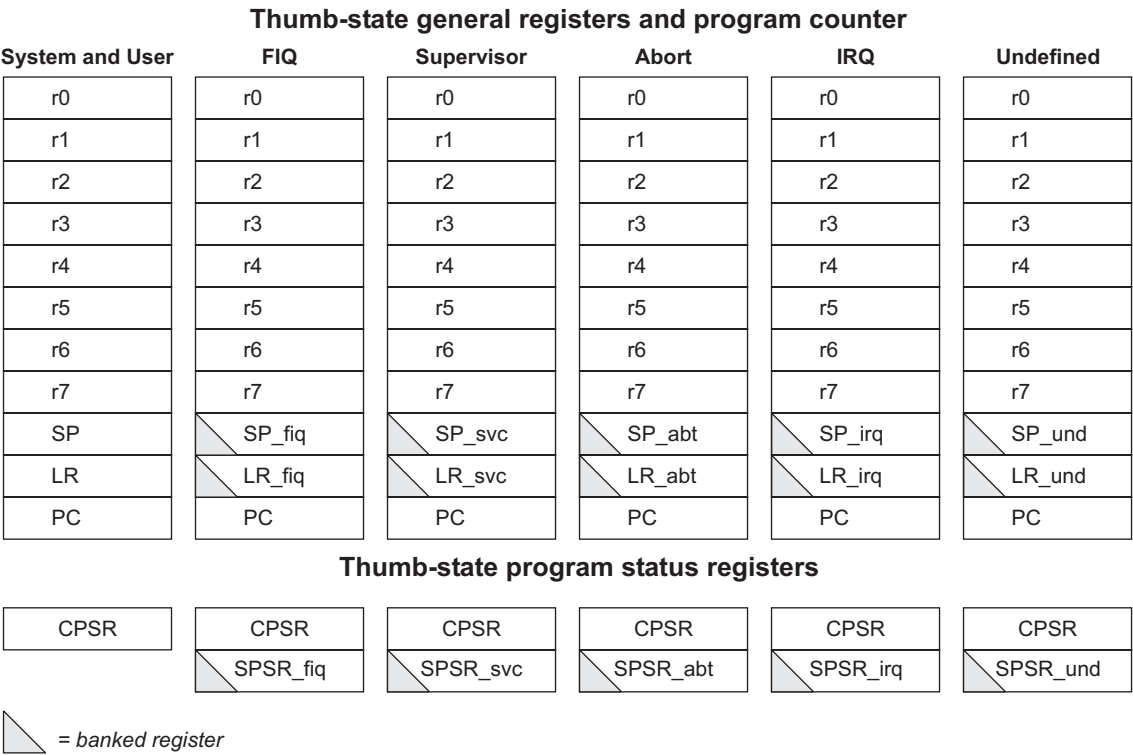 Thumb-state general registers and program counter
System and User FIQ Supervisor Abort IRQ Undefined
r0 r0 r0 r0 r0 r0
r1 r1 r1 r1 r1 r1
r2 r2 r2 r2 r2 r2
r3 r3 r3 r3 r3 r3
r4 r4 r4 r4 r4 r4
r5 r5 r5 r5 r5 r5
r6 r6 r6 r6 r6 r6
r7 r7 r7 r7 r7 r7
SP SP_fiq SP_svc SP_abt SP_irq SP_und
LR LR_fiq LR_svc LR_abt LR_irq LR_und
PC PC PC PC PC PC
Thumb-state program status registers
CPSR CPSR CPSR CPSR CPSR CPSR
SPSR_fiq SPSR_svc SPSR_abt SPSR_irq SPSR_und
= banked register